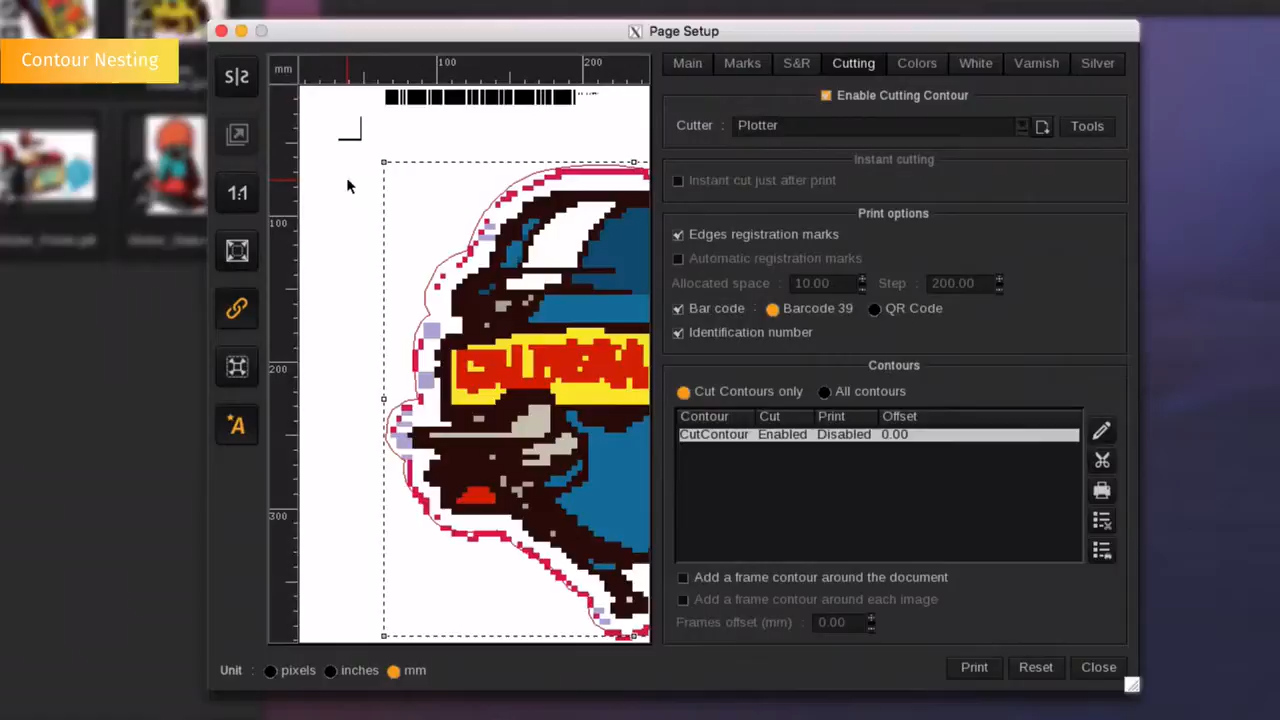 Page Setup
Contour Nesting
S|S
1:1
A
mm
100
200
100
200
300
Main
Marks
S&R
Cutting
Colors
White
Varnish
Silver
Enable Cutting Contour
Cutter :
Plotter
Tools
Instant cutting
Instant cut just after print
Print options
Edges registration marks
Automatic registration marks
Allocated space : 10.00 Step : 200.00
Bar code : Barcode 39 QR Code
Identification number
Contours
Cut Contours only All contours
Contour Cut Print Offset
CutContour Enabled Disabled 0.00
Add a frame contour around the document
Add a frame contour around each image
Frames offset (mm) : 0.00
Unit : pixels inches mm
Print
Reset
Close